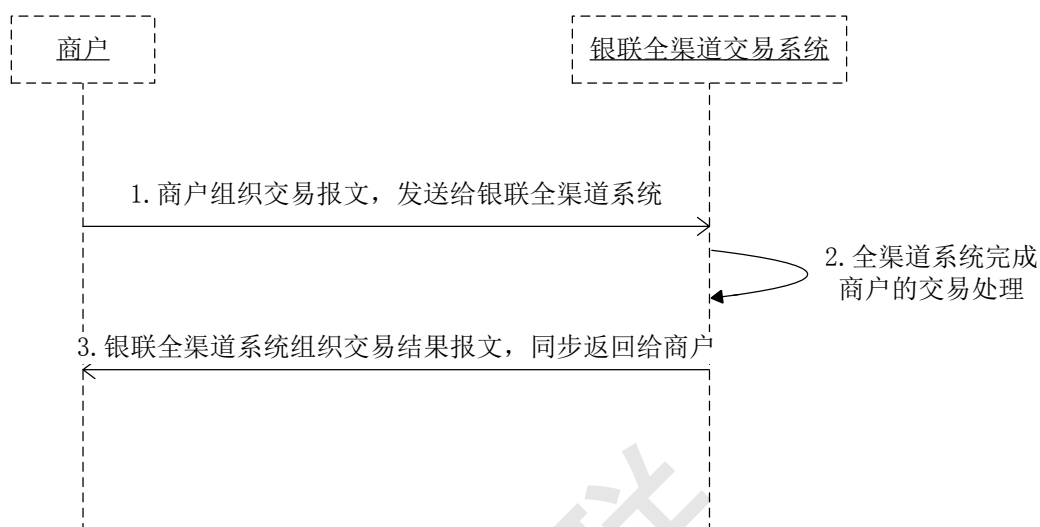 商户
银联全渠道交易系统
1.商户组织交易报文，发送给银联全渠道系统
2.全渠道系统完成
商户的交易处理
3.银联全渠道系统组织交易结果报文，同步返回给商户
联